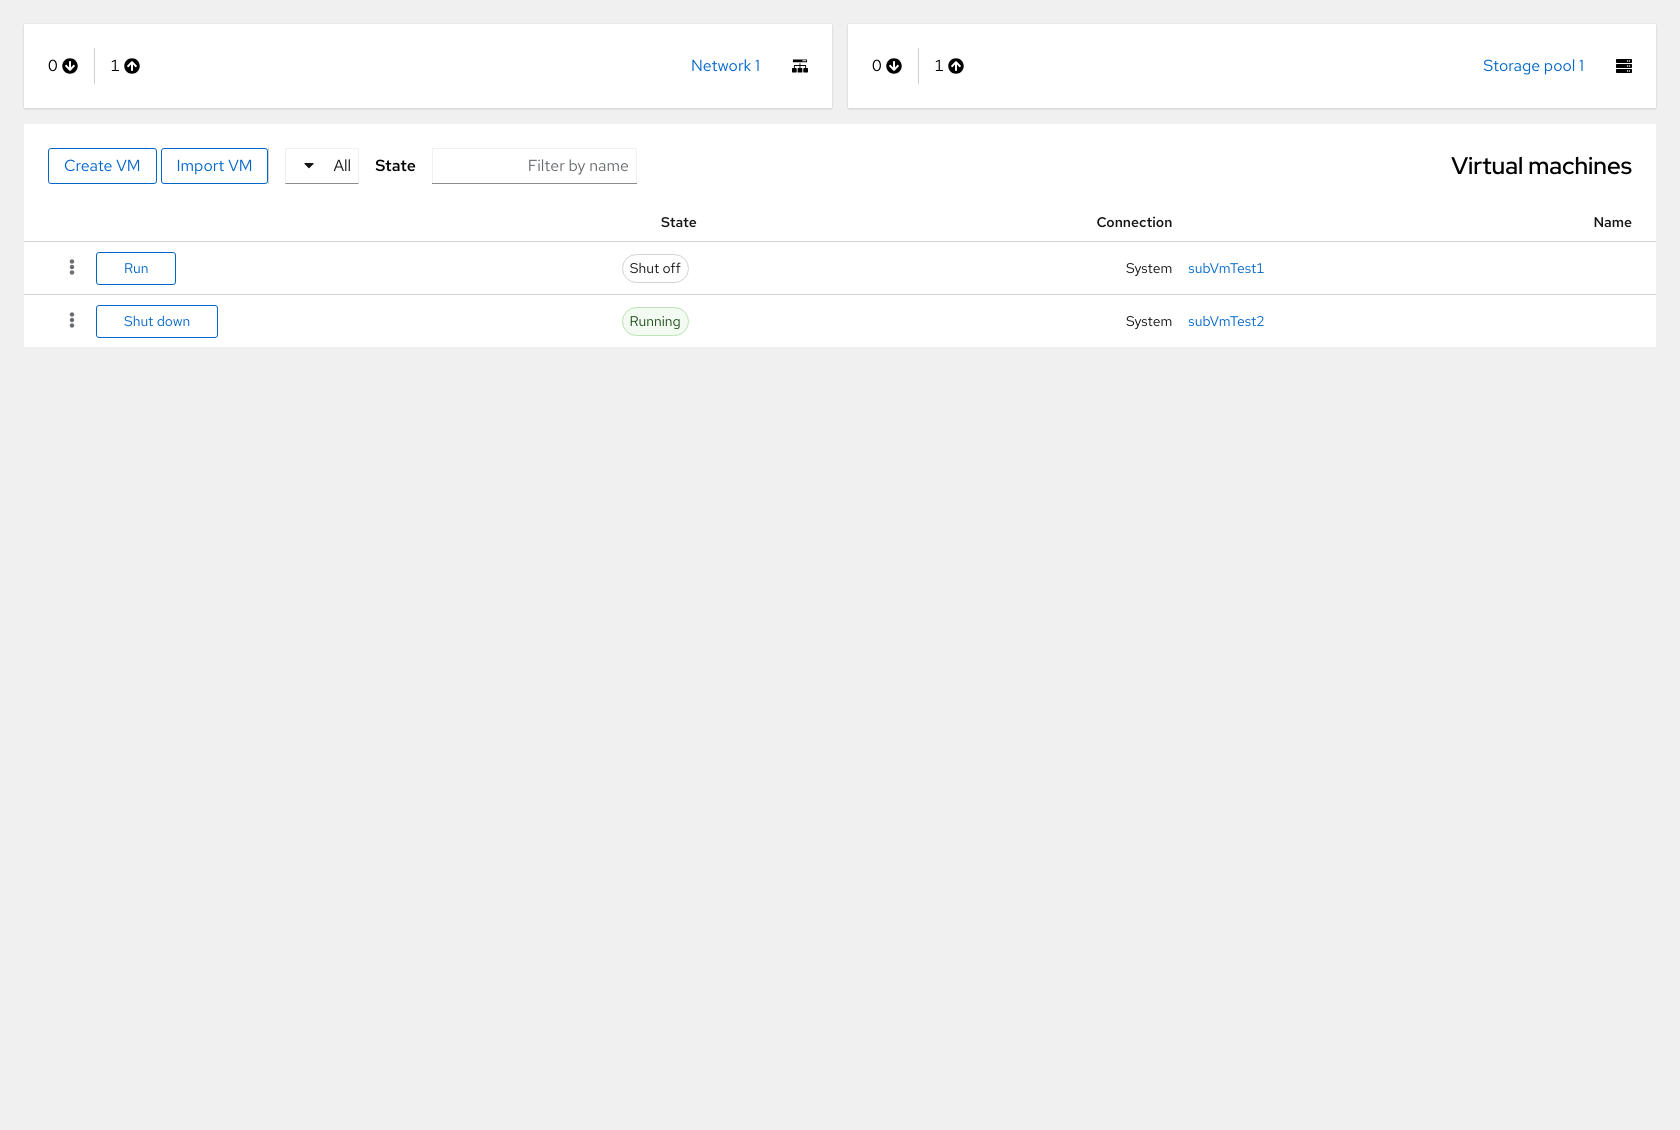 0 1 Network 1
0 1 Storage pool 1
Create VM Import VM All State Filter by name Virtual machines
State Connection Name
Run Shut off System subVmTest1
Shut down Running System subVmTest2